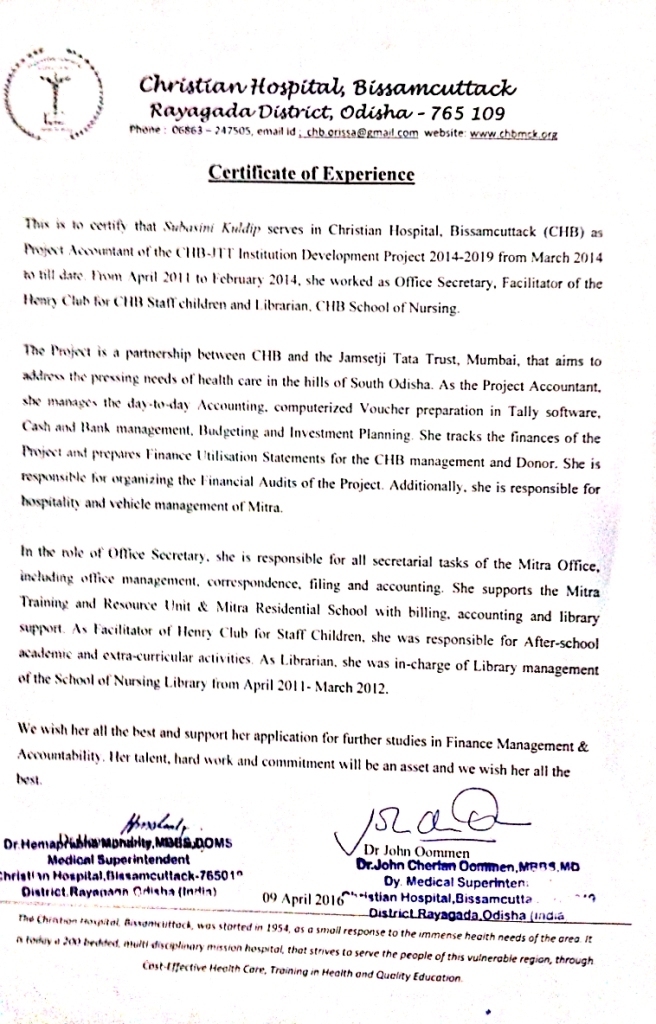 Christian Hospital, Bissamcuttack
Rayagada District, Odisha - 765 109
Phone : 06863 – 247505, email id ; chb.orissa@gmail.com website: www.chbmck.org
Certificate of Experience
This is to certify that Subasini Kuldip serves in Christian Hospital, Bissamcuttack (CHB) as
Project Accountant of the CHB-JTT Institution Development Project 2014-2019 from March 2014
to till date. From April 2011 to February 2014, she worked as Office Secretary, Facilitator of the
Henry Club for CHB Staff children and Librarian, CHB School of Nursing.
The Project is a partnership between CHB and the Jamsetji Tata Trust, Mumbai, that aims to
address the pressing needs of health care in the hills of South Odisha. As the Project Accountant,
she manages the day-to-day Accounting, computerized Voucher preparation in Tally software,
Cash and Bank management, Budgeting and Investment Planning. She tracks the finances of the
Project and prepares Finance Utilisation Statements for the CHB management and Donor. She is
responsible for organizing the Financial Audits of the Project. Additionally, she is responsible for
hospitality and vehicle management of Mitra.
In the role of Office Secretary, she is responsible for all secretarial tasks of the Mitra Office,
including office management, correspondence, filing and accounting. She supports the Mitra
Training and Resource Unit & Mitra Residential School with billing, accounting and library
support. As Facilitator of Henry Club for Staff Children, she was responsible for After-school
academic and extra-curricular activities. As Librarian, she was in-charge of Library management
of the School of Nursing Library from April 2011- March 2012.
We wish her all the best and support her application for further studies in Finance Management &
Accountability. Her talent, hard work and commitment will be an asset and we wish her all the
best.
Dr. MBBS,DOMS
Medical Superintendent
Christian Hospital,Bissamcuttack-76501
District. Odisha (India)
Dr John Oommen
Dr.John Cherian Oommen,MBBS,MD
Dy. Medical Superinten
09 April 2016
Christian Hospital,Bissamcutta
District.Rayagada,Odisha (India
The Christian Hospital, Bissamcuttack, was started in 1954, as a small response to the immense health needs of the area. It
is today a 200 bedded, multi disciplinary mission hospital, that strives to serve the people of this vulnerable region, through
Cost-Effective Health Care, Training in Health and Quality Education.